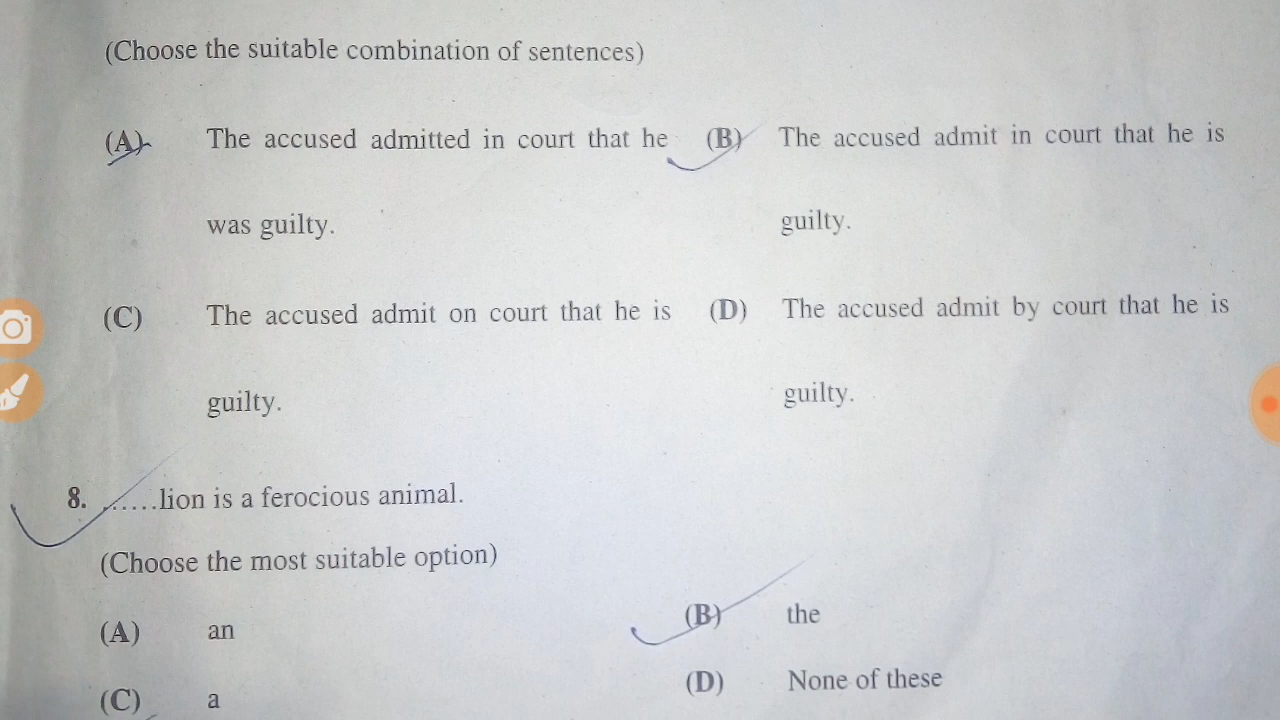 (Choose the suitable combination of sentences)
(A) The accused admitted in court that he
was guilty.
(B) The accused admit in court that he is
guilty.
(C) The accused admit on court that he is
guilty.
(D) The accused admit by court that he is
guilty.
8. ......lion is a ferocious animal.
(Choose the most suitable option)
(A) an
(B) the
(C) a
(D) None of these